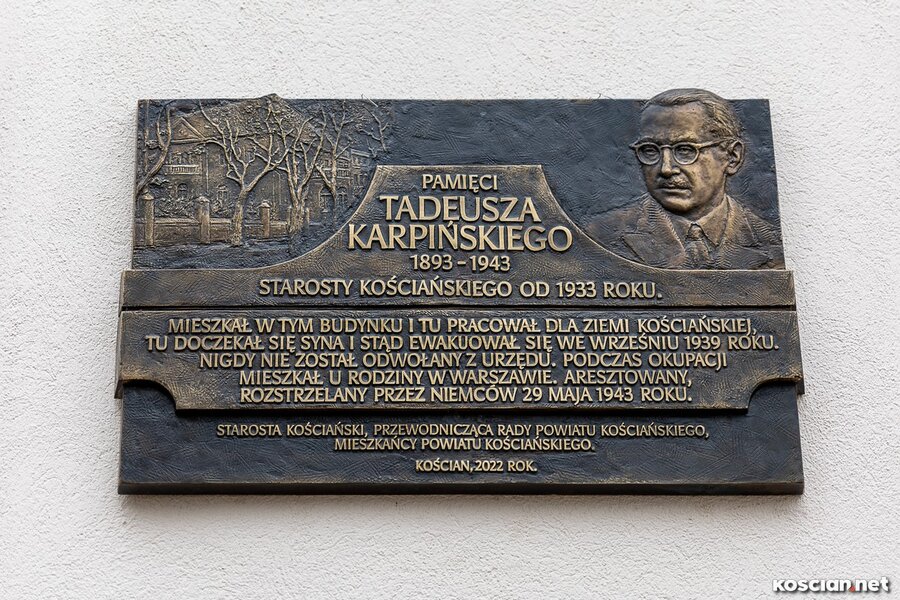 PAMIĘCI
TADEUSZA
KARPIŃSKIEGO
1893 - 1943
STAROSTY KOŚCIAŃSKIEGO OD 1933 ROKU.
MIESZKAŁ W TYM BUDYNKU I TU PRACOWAŁ DLA ZIEMI KOŚCIAŃSKIEJ,
TU DOCZEKAŁ SIĘ SYNA I STĄD EWAKUOWAŁ SIĘ WE WRZEŚNIU 1939 ROKU.
NIGDY NIE ZOSTAŁ ODWOŁANY Z URZĘDU. PODCZAS OKUPACJI
MIESZKAŁ U RODZINY W WARSZAWIE. ARESZTOWANY,
ROZSTRZELANY PRZEZ NIEMCÓW 29 MAJA 1943 ROKU.
STAROSTA KOŚCIAŃSKI, PRZEWODNICZĄCA RADY POWIATU KOŚCIAŃSKIEGO,
MIESZKAŃCY POWIATU KOŚCIAŃSKIEGO.
KOŚCIAN, 2022 ROK.
KOSCIAN.net